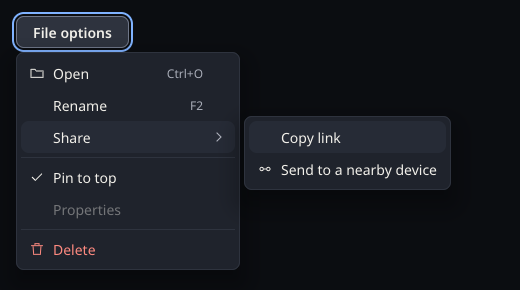 File options
Open Ctrl+O
Rename F2
Share
Copy link
Send to a nearby device
Pin to top
Properties
Delete